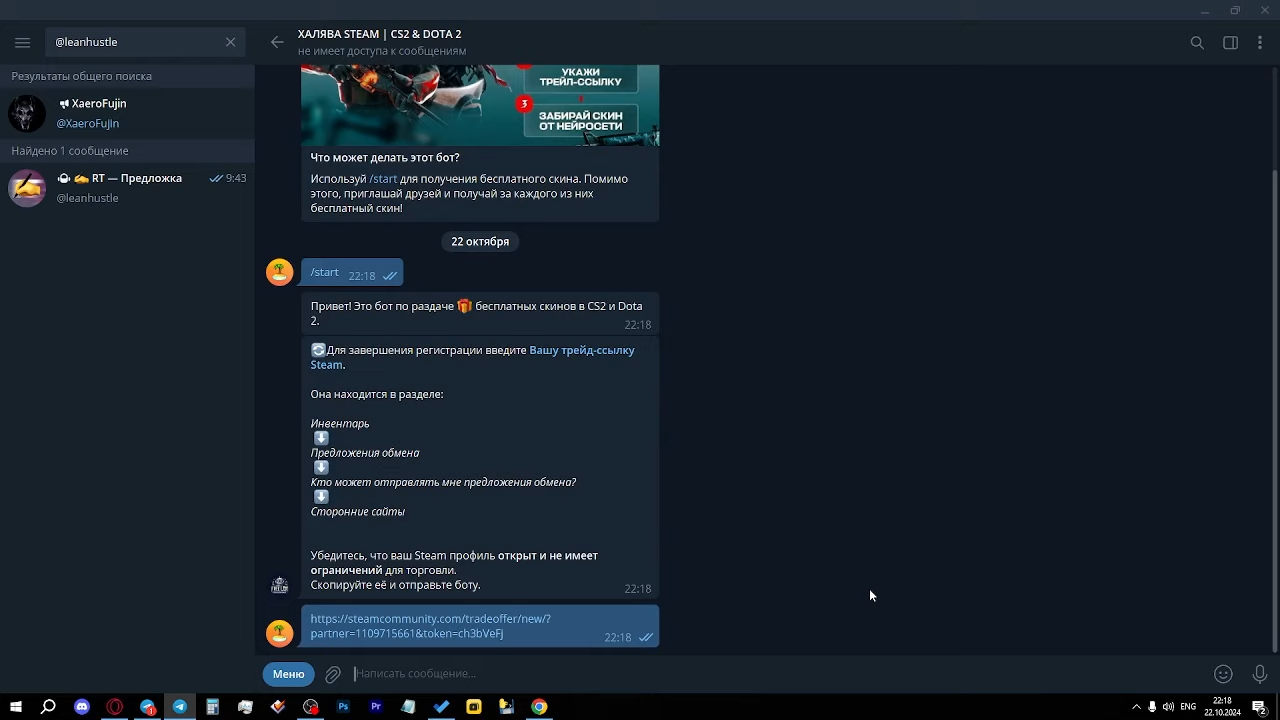 @leanhustle
ХАЛЯВА STEAM | CS2 & DOTA 2
не имеет доступа к сообщениям
Результаты общего поиска
XaeroFujin
@XaeroFujin
Найдено 1 сообщение
RT — Предложка
9:43
@leanhustle
УКАЖИ
ТРЕЙЛ-ССЫЛКУ
3
ЗАБИРАЙ СКИН
ОТ НЕЙРОСЕТИ
Что может делать этот бот?
Используй /start для получения бесплатного скина. Помимо
этого, приглашай друзей и получай за каждого из них
бесплатный скин!
22 октября
/start 22:18
Привет! Это бот по раздаче 🎁 бесплатных скинов в CS2 и Dota
2.
22:18
🔄Для завершения регистрации введите Вашу трейд-ссылку
Steam.
Она находится в разделе:
Инвентарь
⬇️
Предложения обмена
⬇️
Кто может отправлять мне предложения обмена?
⬇️
Сторонние сайты
Убедитесь, что ваш Steam профиль открыт и не имеет
ограничений для торговли.
Скопируйте её и отправьте боту.
22:18
https://steamcommunity.com/tradeoffer/new/?
partner=1109715661&token=ch3bVeFj
22:18
Меню
Написать сообщение...
ENG
22:18
22.10.2024